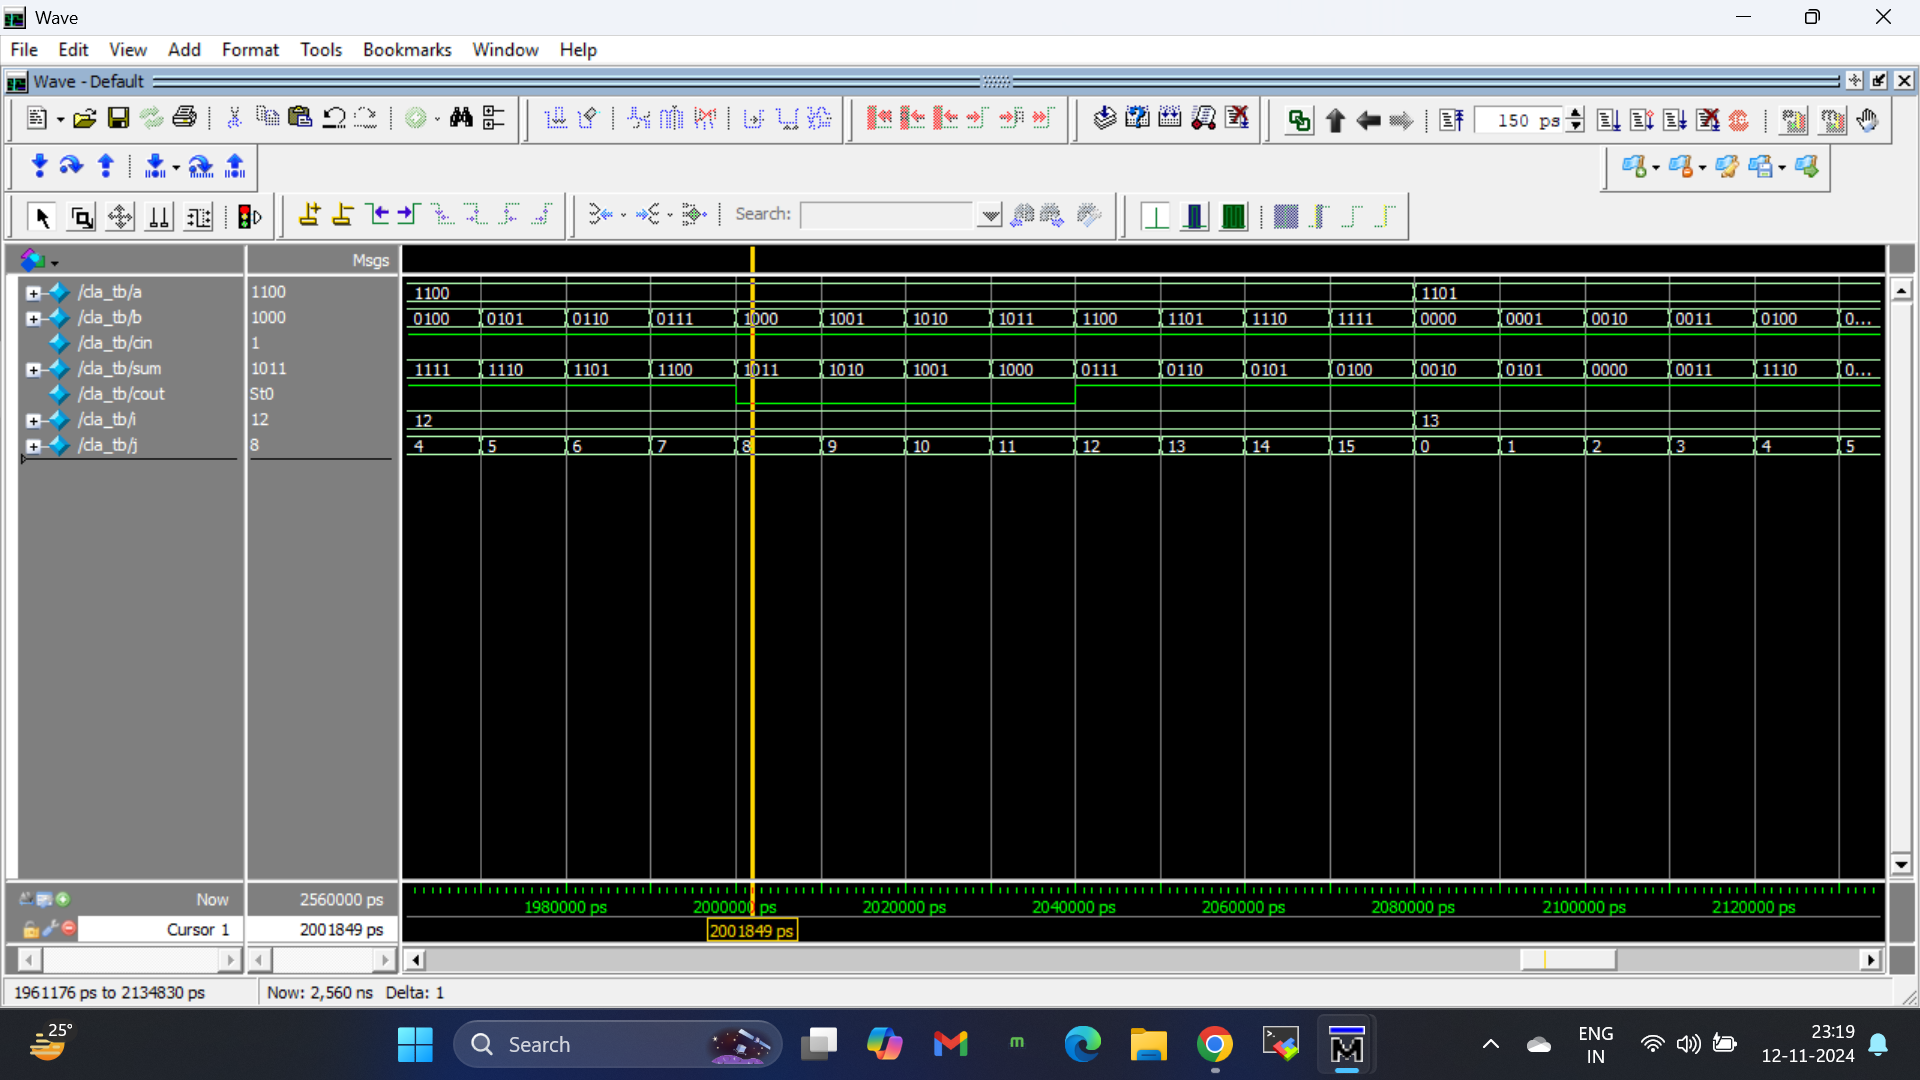 Wave
File Edit View Add Format Tools Bookmarks Window Help
Wave - Default
150 ps
Search:
Msgs
/cla_tb/a 1100 1100 1101
/cla_tb/b 1000 0100 0101 0110 0111 1000 1001 1010 1011 1100 1101 1110 1111 0000 0001 0010 0011 0100 0...
/cla_tb/cin 1
/cla_tb/sum 1011 1111 1110 1101 1100 1011 1010 1001 1000 0111 0110 0101 0100 0010 0101 0000 0011 1110 0...
/cla_tb/cout St0
/cla_tb/i 12 12 13
/cla_tb/j 8 4 5 6 7 8 9 10 11 12 13 14 15 0 1 2 3 4 5
Now 2560000 ps 1980000 ps 2000000 ps 2020000 ps 2040000 ps 2060000 ps 2080000 ps 2100000 ps 2120000 ps
Cursor 1 2001849 ps 2001849 ps
1961176 ps to 2134830 ps Now: 2,560 ns Delta: 1
25° Search m M ENG IN 23:19
12-11-2024